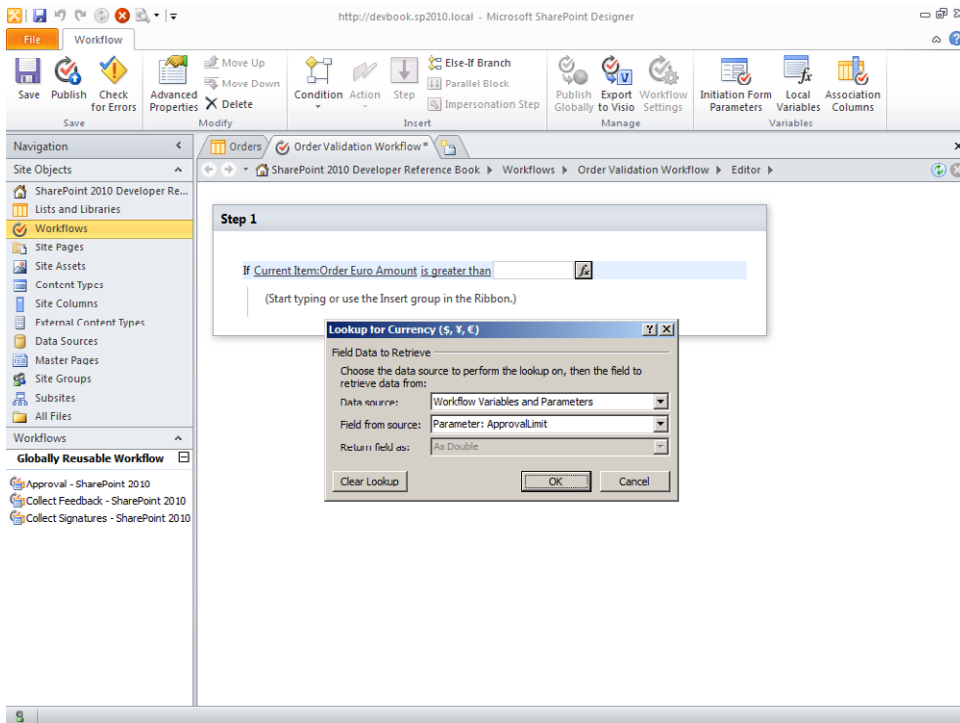 http://devbook.sp2010.local - Microsoft SharePoint Designer
File Workflow
Save Publish Check for Errors
Advanced Properties
Move Up
Move Down
Delete
Condition Action Step
Else-If Branch
Parallel Block
Impersonation Step
Publish Globally Export to Visio Workflow Settings
Initiation Form Parameters Local Variables Association Columns
Save Modify Insert Manage Variables
Navigation
Orders Order Validation Workflow *
Site Objects
SharePoint 2010 Developer Reference Book Workflows Order Validation Workflow Editor
SharePoint 2010 Developer Re...
Lists and Libraries
Workflows
Site Pages
Site Assets
Content Types
Site Columns
External Content Types
Data Sources
Master Pages
Site Groups
Subsites
All Files
Workflows
Globally Reusable Workflow
Approval - SharePoint 2010
Collect Feedback - SharePoint 2010
Collect Signatures - SharePoint 2010
Step 1
If Current Item:Order Euro Amount is greater than fx
(Start typing or use the Insert group in the Ribbon.)
Lookup for Currency ($, ¥, €)
Field Data to Retrieve
Choose the data source to perform the lookup on, then the field to
retrieve data from:
Data source: Workflow Variables and Parameters
Field from source: Parameter: ApprovalLimit
Return field as: As Double
Clear Lookup OK Cancel